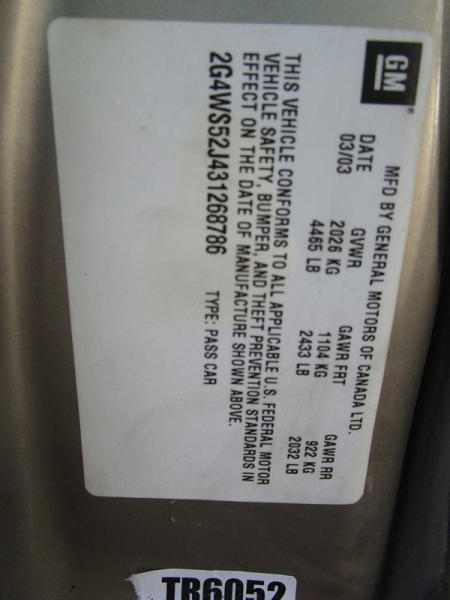 GM
MFD BY GENERAL MOTORS OF CANADA LTD.
DATE GVWR GAWR FRT GAWR RR
03/03 2026 KG 1104 KG 922 KG
4465 LB 2433 LB 2032 LB
THIS VEHICLE CONFORMS TO ALL APPLICABLE U.S. FEDERAL MOTOR
VEHICLE SAFETY, BUMPER, AND THEFT PREVENTION STANDARDS IN
EFFECT ON THE DATE OF MANUFACTURE SHOWN ABOVE.
2G4WS52J431268786 TYPE: PASS CAR
TR6052